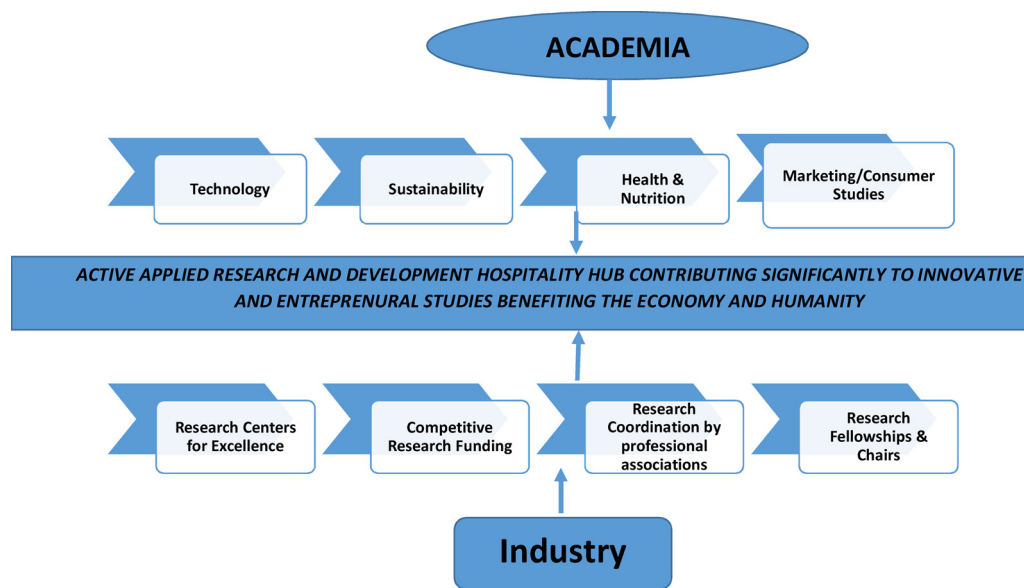 ACADEMIA
Technology
Sustainability
Health &
Nutrition
Marketing/Consumer
Studies
ACTIVE APPLIED RESEARCH AND DEVELOPMENT HOSPITALITY HUB CONTRIBUTING SIGNIFICANTLY TO INNOVATIVE
AND ENTREPRENURAL STUDIES BENEFITING THE ECONOMY AND HUMANITY
Research Centers
for Excellence
Competitive
Research Funding
Research
Coordination by
professional
associations
Research
Fellowships &
Chairs
Industry